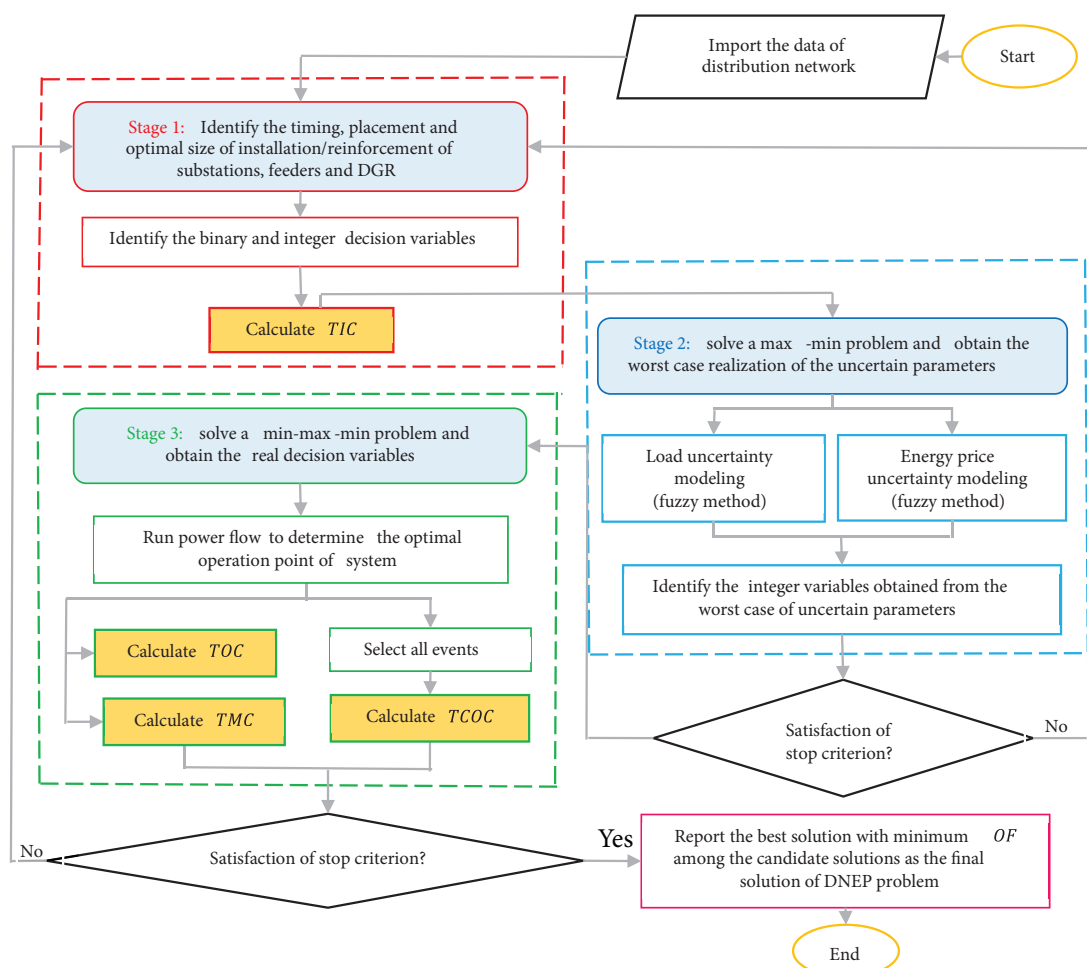 Start
Import the data of
distribution network
Stage 1: Identify the timing, placement and
optimal size of installation/reinforcement of
substations, feeders and DGR
Identify the binary and integer decision variables
Calculate TIC
Stage 2: solve a max -min problem and obtain the
worst case realization of the uncertain parameters
Load uncertainty
modeling
(fuzzy method)
Energy price
uncertainty modeling
(fuzzy method)
Identify the integer variables obtained from the
worst case of uncertain parameters
Satisfaction of
stop criterion?
No
Stage 3: solve a min-max -min problem and
obtain the real decision variables
Run power flow to determine the optimal
operation point of system
Calculate TOC
Select all events
Calculate TMC
Calculate TCOC
No
Satisfaction of stop criterion?
Yes
Report the best solution with minimum OF
among the candidate solutions as the final
solution of DNEP problem
End